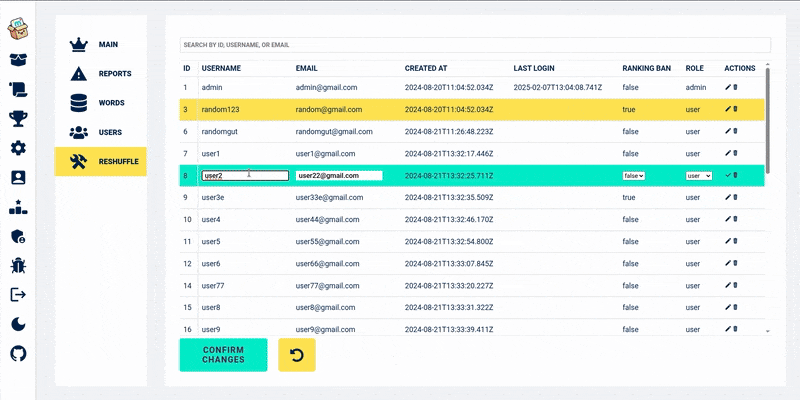 MAIN
REPORTS
WORDS
USERS
RESHUFFLE
SEARCH BY ID, USERNAME, OR EMAIL
ID USERNAME EMAIL CREATED AT LAST LOGIN RANKING BAN ROLE ACTIONS
1 admin admin@gmail.com 2024-08-20T11:04:52.034Z 2025-02-07T13:04:08.741Z false admin
3 random123 random@gmail.com 2024-08-20T11:04:52.034Z true user
6 randomgut randomgut@gmail.com 2024-08-21T11:26:48.223Z false user
7 user1 user1@gmail.com 2024-08-21T13:32:17.446Z false user
8 user2 user22@gmail.com 2024-08-21T13:32:25.711Z false user
9 user3e user33e@gmail.com 2024-08-21T13:32:35.509Z true user
10 user4 user44@gmail.com 2024-08-21T13:32:46.170Z false user
11 user5 user55@gmail.com 2024-08-21T13:32:54.800Z false user
12 user6 user66@gmail.com 2024-08-21T13:33:07.845Z false user
14 user77 user77@gmail.com 2024-08-21T13:33:20.227Z false user
15 user8 user8@gmail.com 2024-08-21T13:33:31.322Z false user
16 user9 user9@gmail.com 2024-08-21T13:33:39.411Z false user
CONFIRM
CHANGES